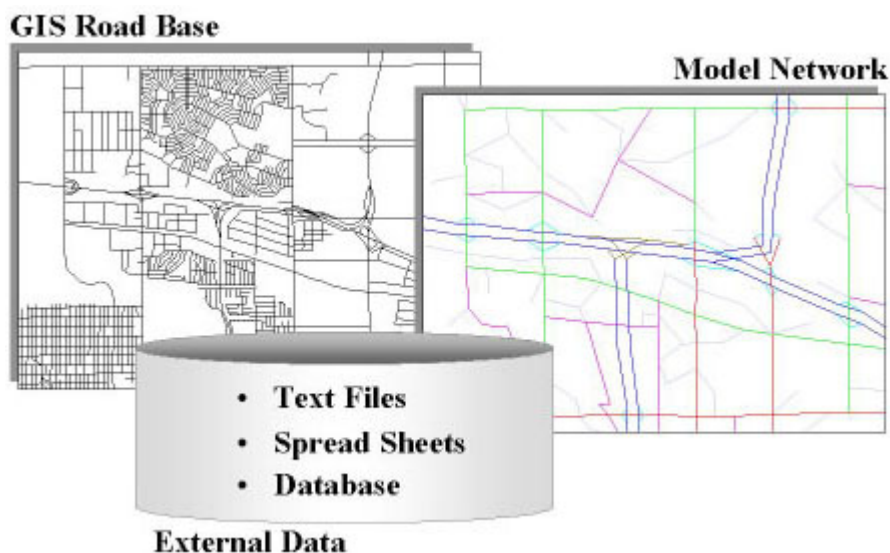 GIS Road Base
Model Network
• Text Files
• Spread Sheets
• Database
External Data